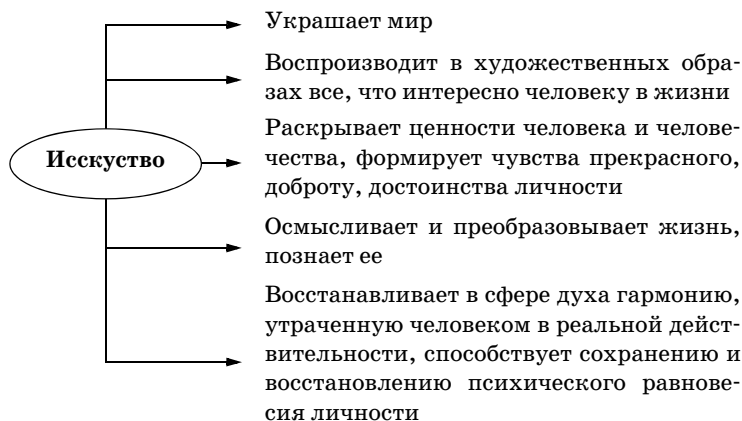 Украшает мир
Воспроизводит в художественных обра-
зах все, что интересно человеку в жизни
Исскуство
Раскрывает ценности человека и челове-
чества, формирует чувства прекрасного,
доброту, достоинства личности
Осмысливает и преобразовывает жизнь,
познает ее
Восстанавливает в сфере духа гармонию,
утраченную человеком в реальной дейст-
вительности, способствует сохранению и
восстановлению психического равнове-
сия личности